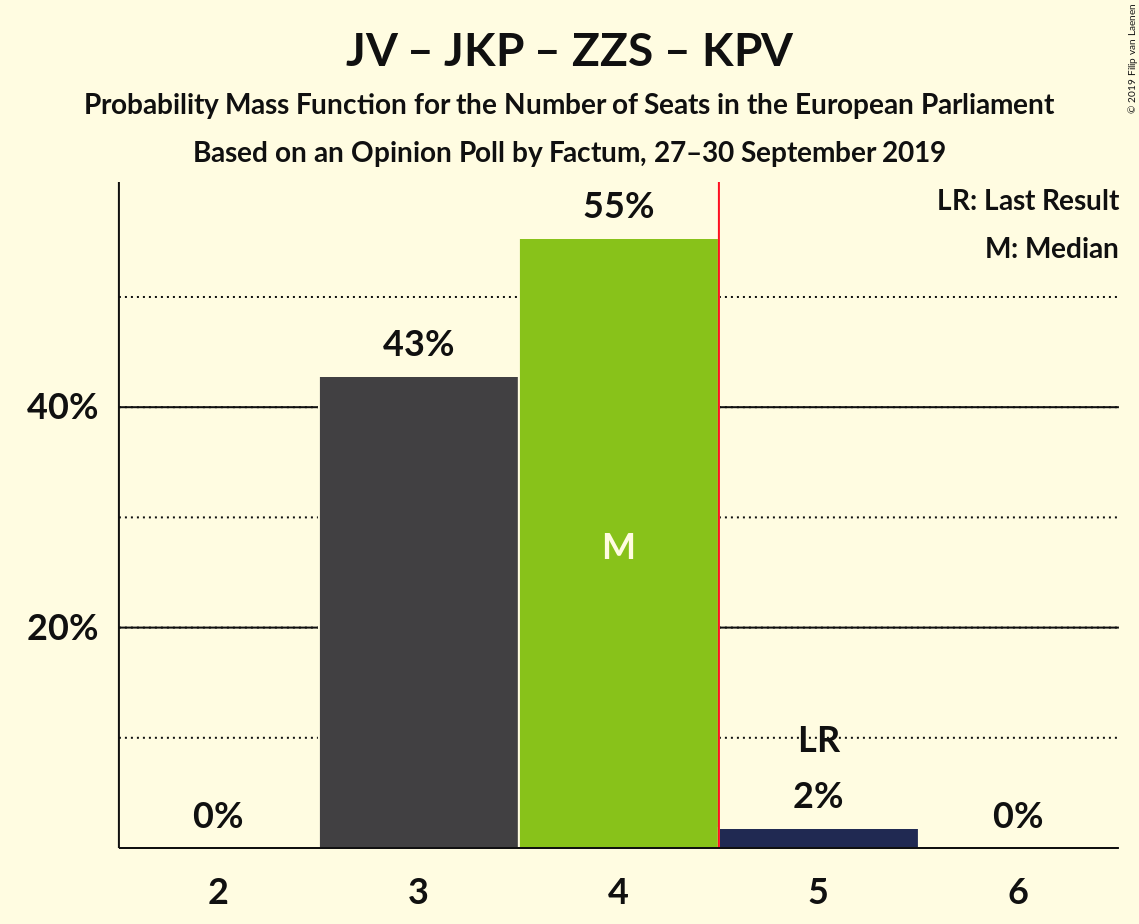 JV – JKP – ZZS – KPV
Probability Mass Function for the Number of Seats in the European Parliament
Based on an Opinion Poll by Factum, 27–30 September 2019
© 2019 Filip van Laenen
LR: Last Result
M: Median
55%
43%
40%
M
20%
LR
2%
0%
0%
2 3 4 5 6